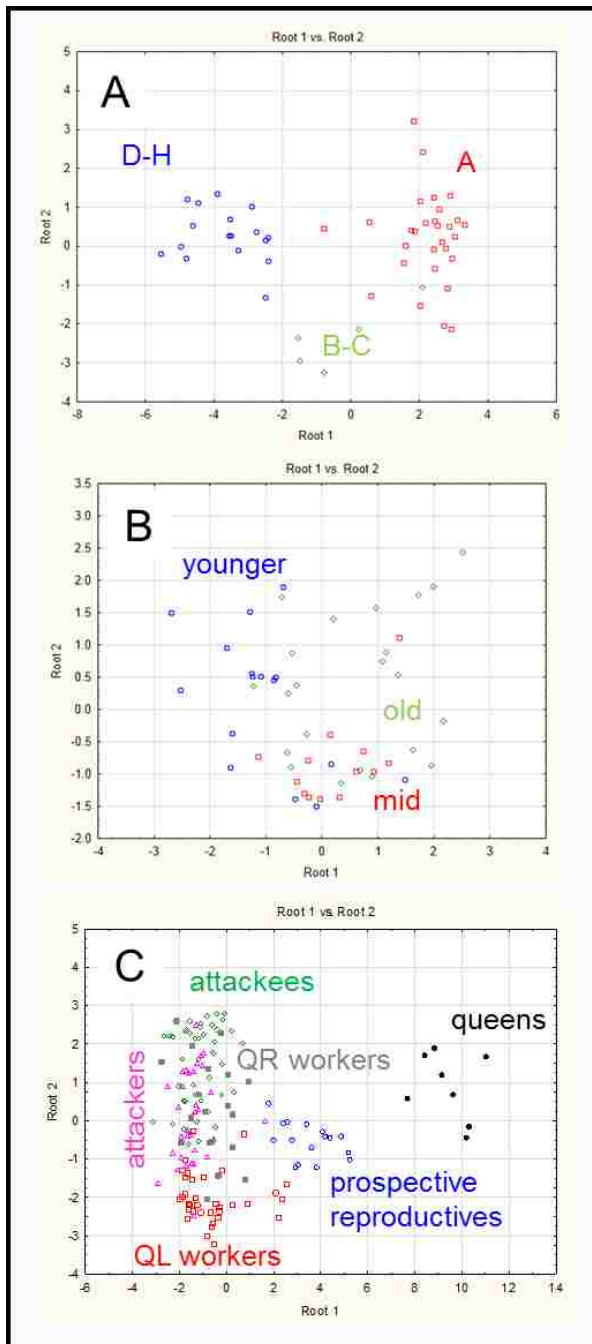 Root 1 vs. Root 2
A
D-H
A
B-C
Root 2
5
4
3
2
1
0
-1
-2
-3
-4
-8
-6
-4
-2
0
2
4
6
Root 1
Root 1 vs. Root 2
B
younger
old
mid
Root 2
3.5
3.0
2.5
2.0
1.5
1.0
0.5
0.0
-0.5
-1.0
-1.5
-2.0
-4
-3
-2
-1
0
1
2
3
4
Root 1
Root 1 vs. Root 2
C
attackees
queens
QR workers
attackers
prospective
reproductives
QL workers
Root 2
5
4
3
2
1
0
-1
-2
-3
-4
-6
-4
-2
0
2
4
6
8
10
12
14
Root 1